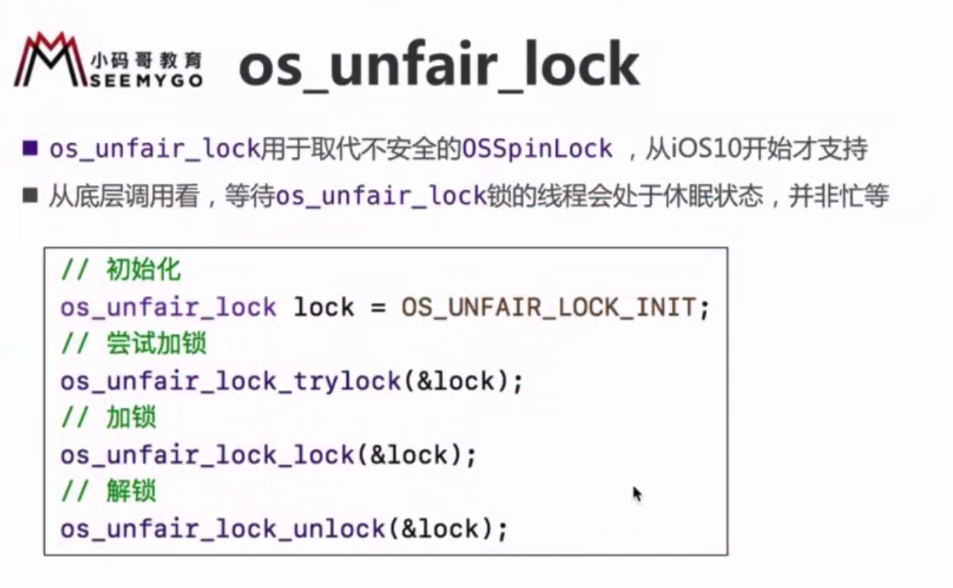 小码哥教育
SEEMYGO
os_unfair_lock
os_unfair_lock用于取代不安全的OSSpinLock ，从iOS10开始才支持
从底层调用看，等待os_unfair_lock锁的线程会处于休眠状态，并非忙等
// 初始化
os_unfair_lock lock = OS_UNFAIR_LOCK_INIT;
// 尝试加锁
os_unfair_lock_trylock(&lock);
// 加锁
os_unfair_lock_lock(&lock);
// 解锁
os_unfair_lock_unlock(&lock);